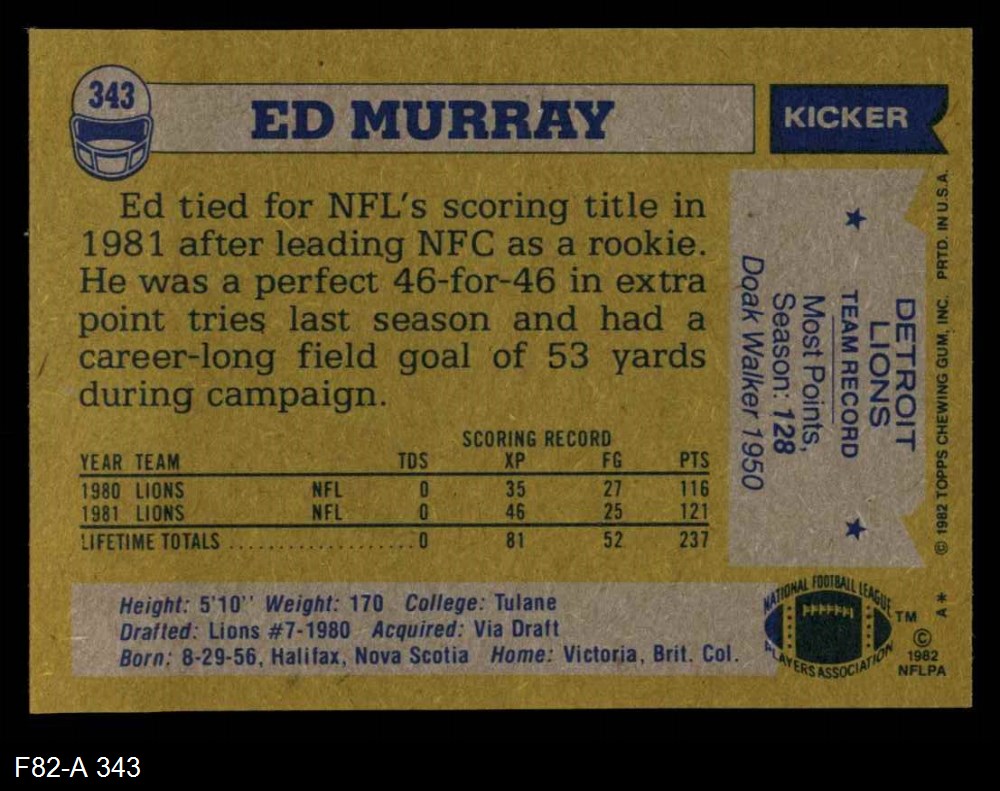 343
ED MURRAY
KICKER
Ed tied for NFL's scoring title in
1981 after leading NFC as a rookie.
He was a perfect 46-for-46 in extra
point tries last season and had a
career-long field goal of 53 yards
during campaign.
SCORING RECORD
YEAR TEAM TDS XP FG PTS
1980 LIONS NFL 0 35 27 116
1981 LIONS NFL 0 46 25 121
LIFETIME TOTALS ................... 0 81 52 237
Height: 5'10" Weight: 170 College: Tulane
Drafted: Lions #7-1980 Acquired: Via Draft
Born: 8-29-56, Halifax, Nova Scotia Home: Victoria, Brit. Col.
DETROIT
LIONS
★ TEAM RECORD ★
Most Points,
Season: 128
Doak Walker 1950
© 1982 TOPPS CHEWING GUM, INC. PRTD. IN U.S.A.
A*
NATIONAL FOOTBALL LEAGUE
PLAYERS ASSOCIATION
TM
©
1982
NFLPA
F82-A 343